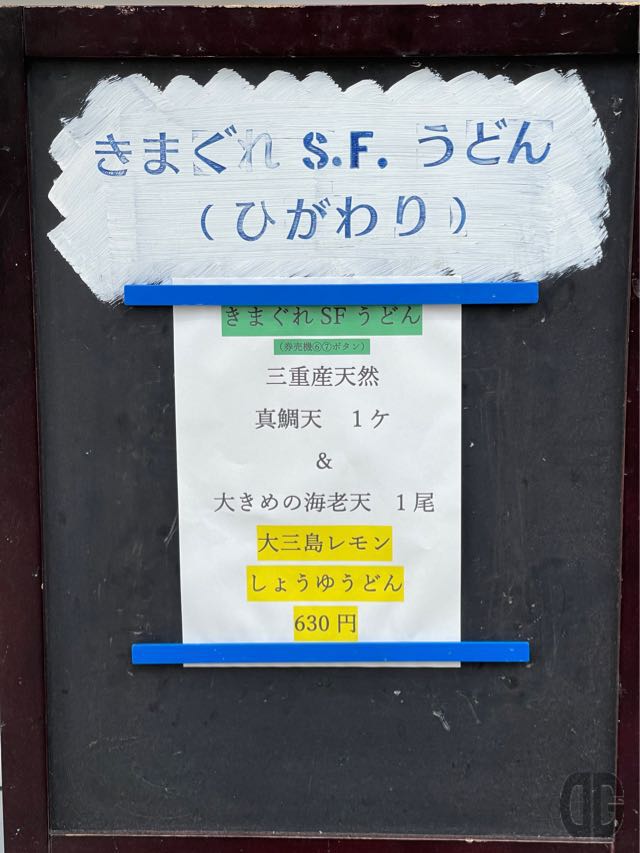 きまぐれ S.F. うどん
(ひがわり)
きまぐれSFうどん
(券売機⑥⑦ボタン)
三重産天然
真鯛天　1ケ
&
大きめの海老天　1尾
大三島レモン
しょうゆうどん
630円